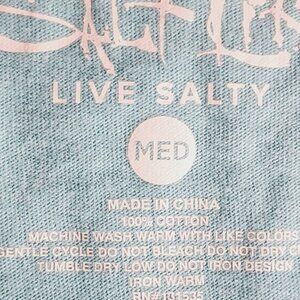 SALT LIFE
LIVE SALTY
MED
MADE IN CHINA
100% COTTON
MACHINE WASH WARM WITH LIKE COLORS
GENTLE CYCLE DO NOT BLEACH DO NOT DRY C
TUMBLE DRY LOW DO NOT IRON DESIGN
IRON WARM